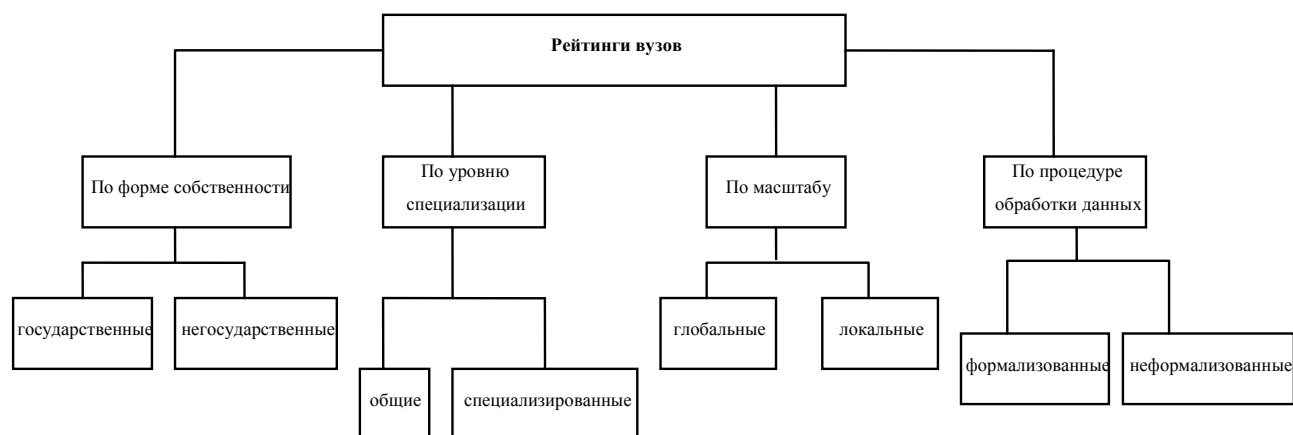 Рейтинги вузов
По форме собственности
По уровню
специализации
По масштабу
По процедуре
обработки данных
государственные
негосударственные
глобальные
локальные
формализованные
неформализованные
общие
специализированные